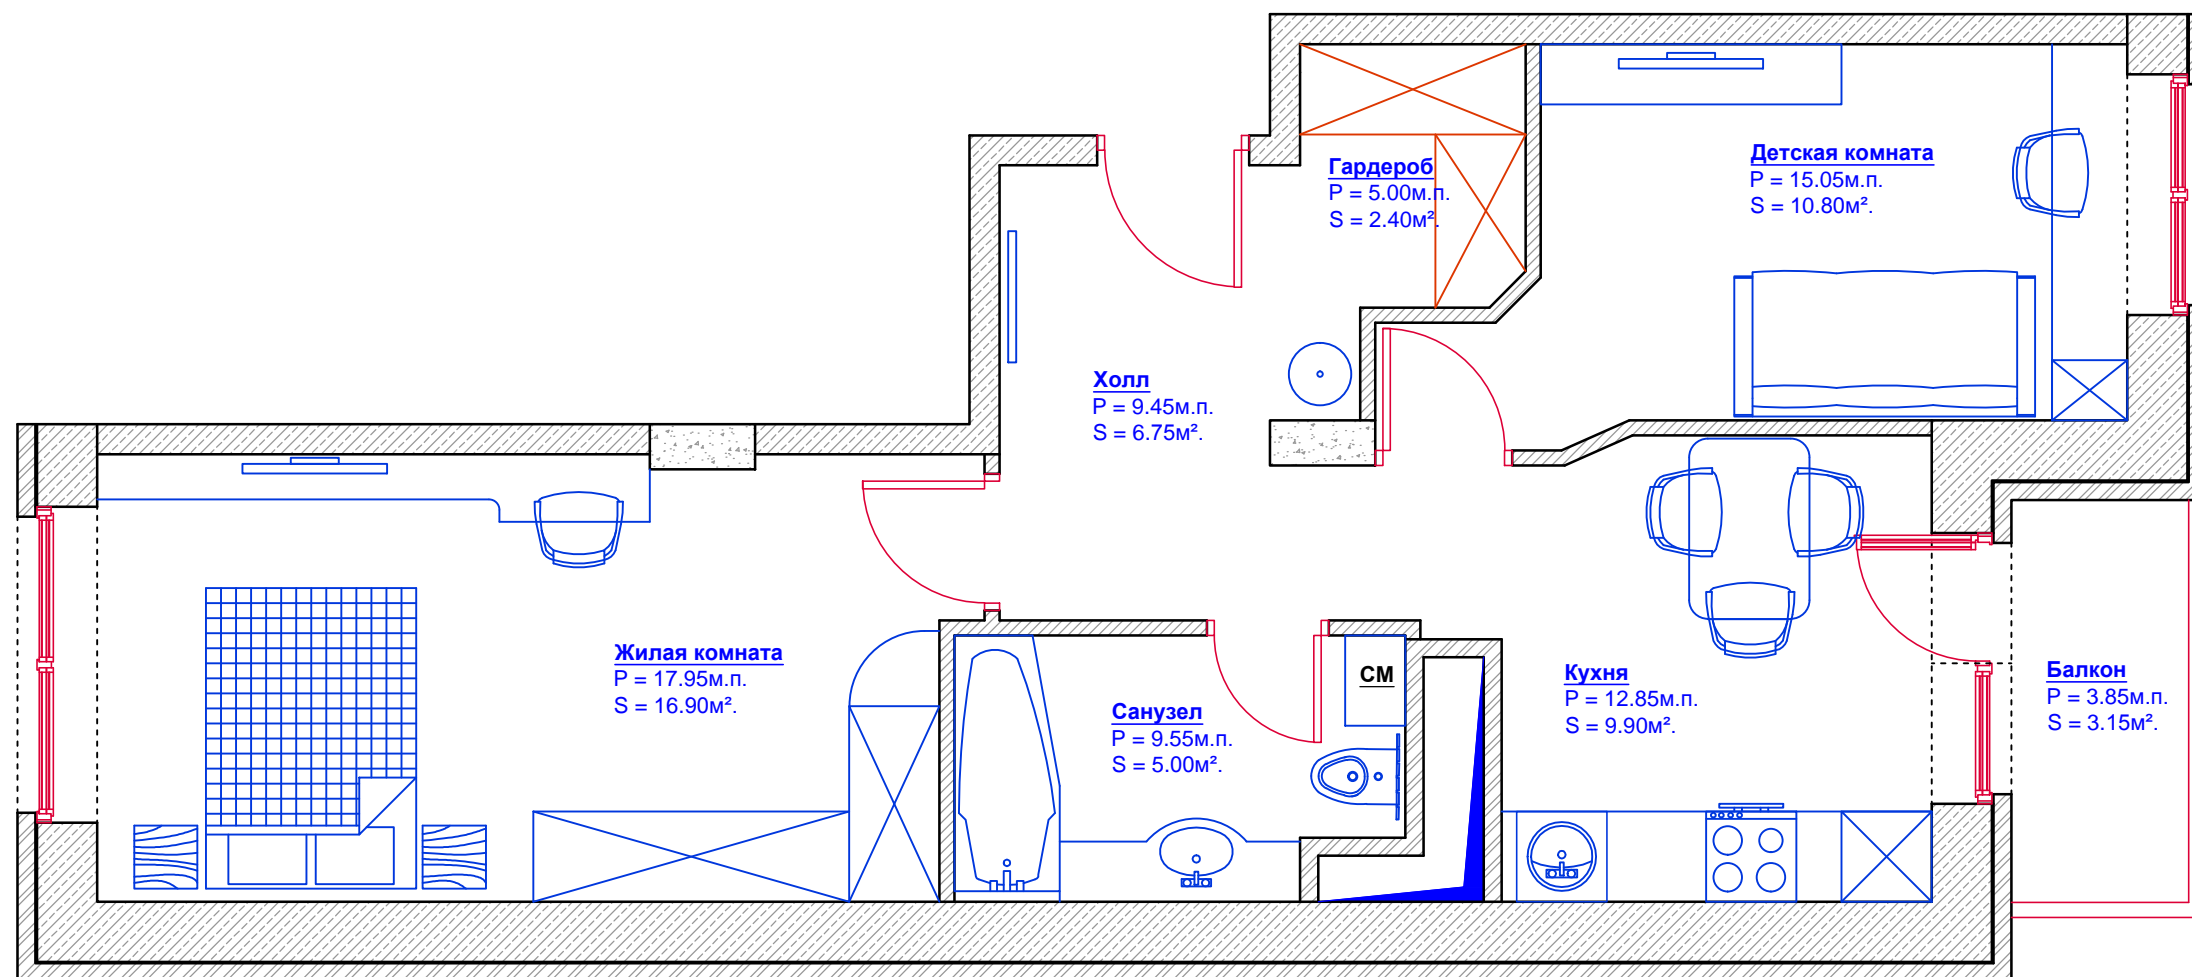 Гардероб
P = 5.00м.п.
S = 2.40м².
Детская комната
P = 15.05м.п.
S = 10.80м².
Холл
P = 9.45м.п.
S = 6.75м².
Жилая комната
P = 17.95м.п.
S = 16.90м².
Санузел
P = 9.55м.п.
S = 5.00м².
СМ
Кухня
P = 12.85м.п.
S = 9.90м².
Балкон
P = 3.85м.п.
S = 3.15м².